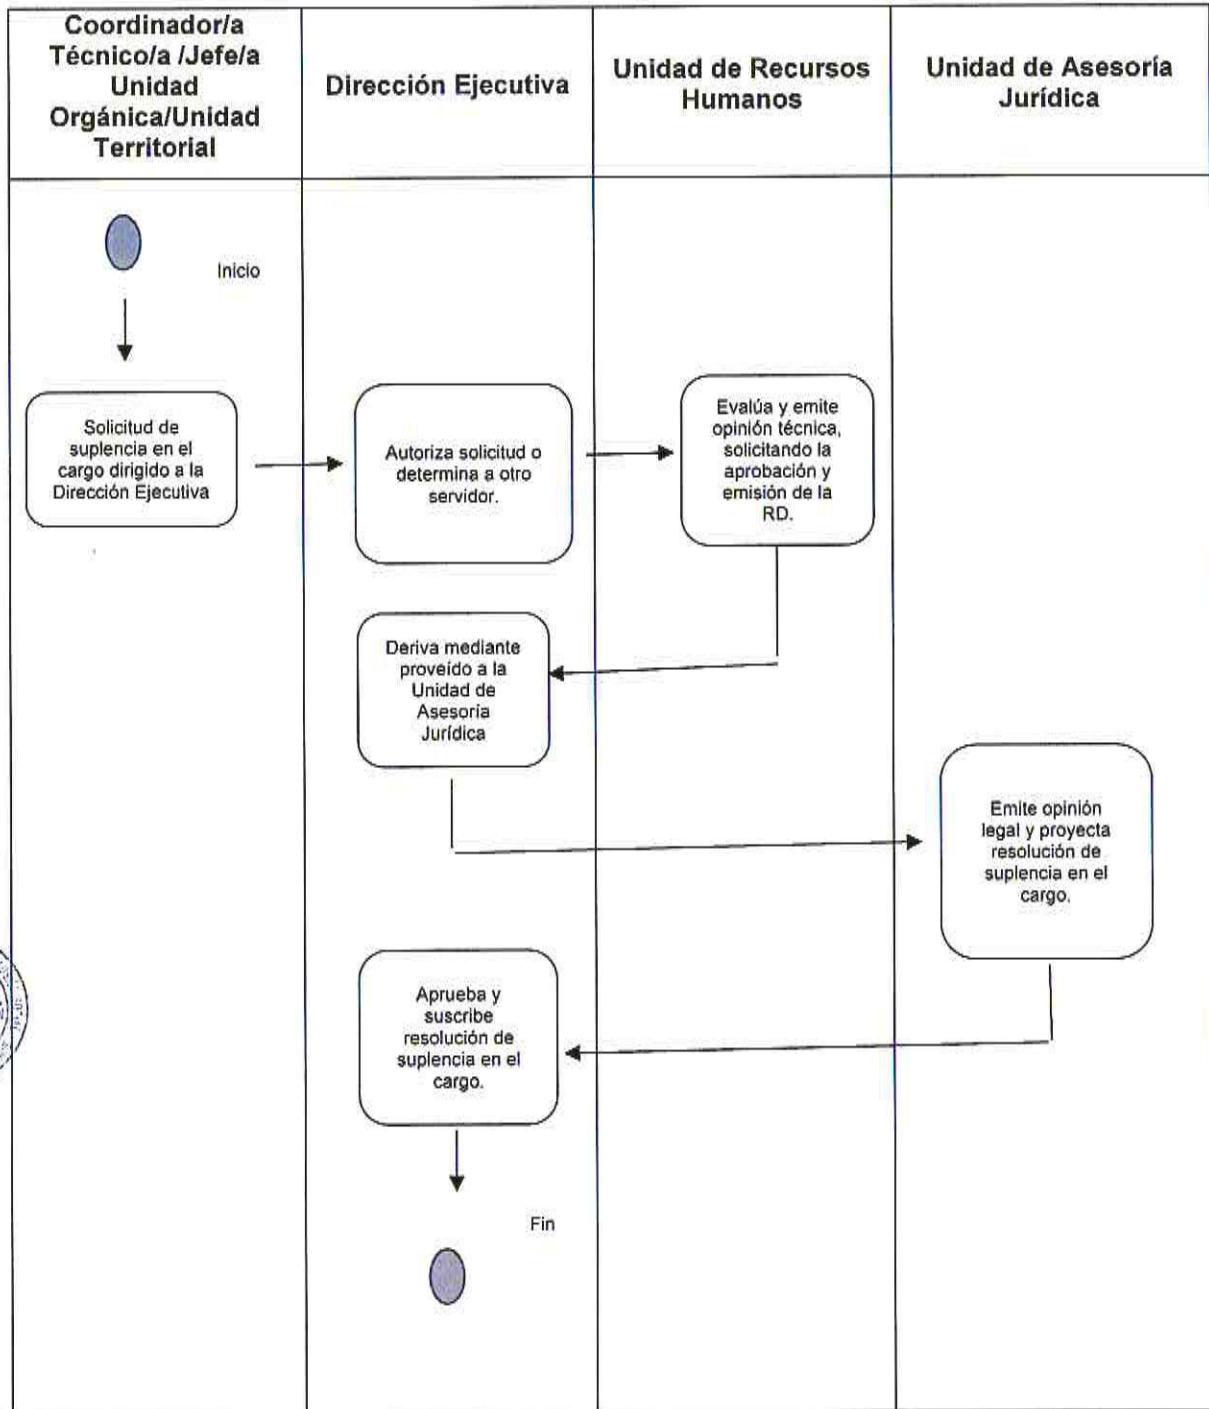 Coordinador/a
Técnico/a /Jefe/a
Unidad
Orgánica/Unidad
Territorial
Dirección Ejecutiva
Unidad de Recursos
Humanos
Unidad de Asesoría
Jurídica
Inicio
Solicitud de
suplencia en el
cargo dirigido a la
Dirección Ejecutiva
Autoriza solicitud o
determina a otro
servidor.
Evalúa y emite
opinión técnica,
solicitando la
aprobación y
emisión de la
RD.
Deriva mediante
proveído a la
Unidad de
Asesoría
Jurídica
Emite opinión
legal y proyecta
resolución de
suplencia en el
cargo.
Aprueba y
suscribe
resolución de
suplencia en el
cargo.
Fin